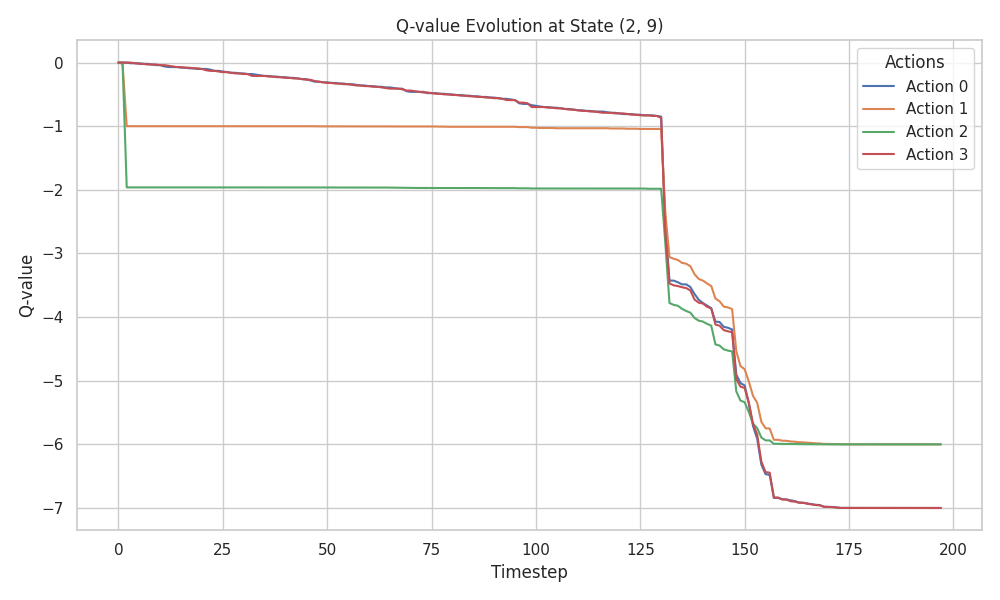 Q-value Evolution at State (2, 9)
Actions
Action 0
Action 1
Action 2
Action 3
Q-value
0
−1
−2
−3
−4
−5
−6
−7
0 25 50 75 100 125 150 175 200
Timestep